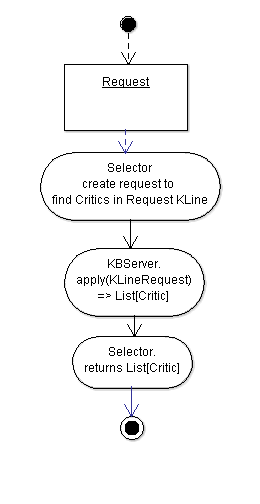 Request
Selector
create request to
find Critics in Request KLine
KBServer.
apply(KLineRequest)
=> List[Critic]
Selector.
returns List[Critic]